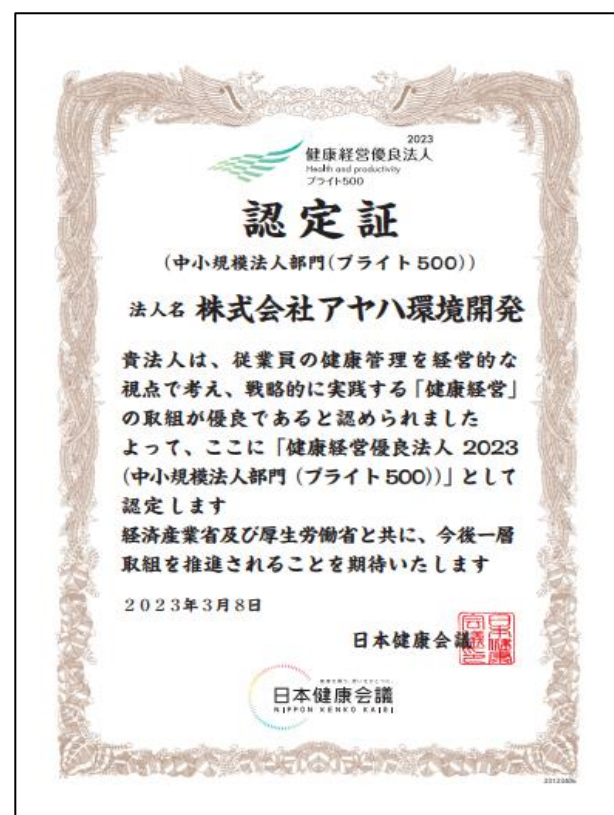 2023
健康経営優良法人
Health and productivity
ブライト500
認定証
(中小規模法人部門(ブライト500))
法人名 株式会社アヤハ環境開発
貴法人は、従業員の健康管理を経営的な
視点で考え、戦略的に実践する「健康経営」
の取組が優良であると認められました
よって、ここに「健康経営優良法人 2023
(中小規模法人部門(ブライト500))」として
認定します
経済産業省及び厚生労働省と共に、今後一層
取組を推進されることを期待いたします
2023年3月8日
日本健康会議
日本健康会議
NIPPON KENKO KAIGI